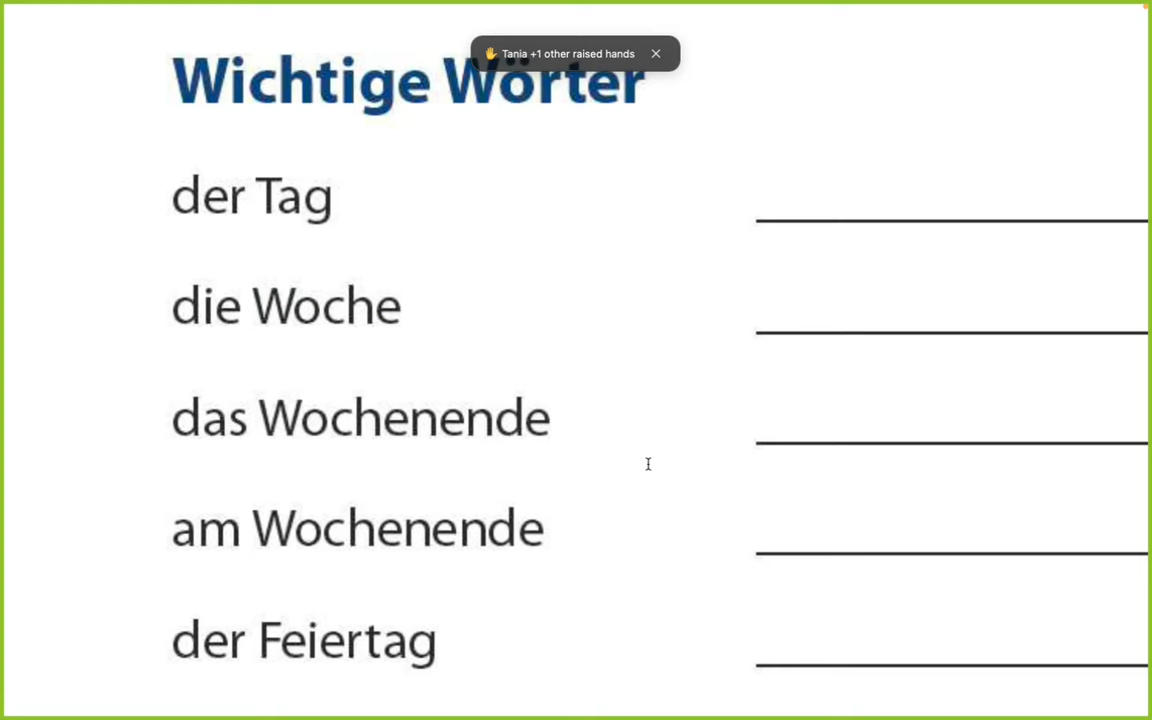 ✋ Tania +1 other raised hands
Wichtige Wörter
der Tag
die Woche
das Wochenende
am Wochenende
der Feiertag